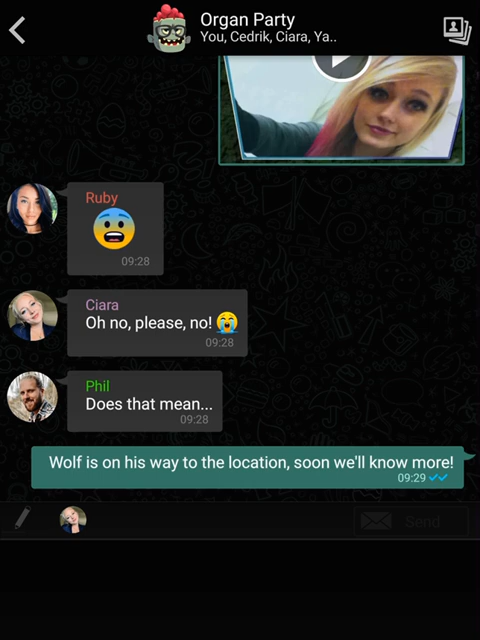 Organ Party
You, Cedrik, Ciara, Ya..
Ruby
09:28
Ciara
Oh no, please, no! 😭
09:28
Phil
Does that mean...
09:28
Wolf is on his way to the location, soon we'll know more!
09:29
Send